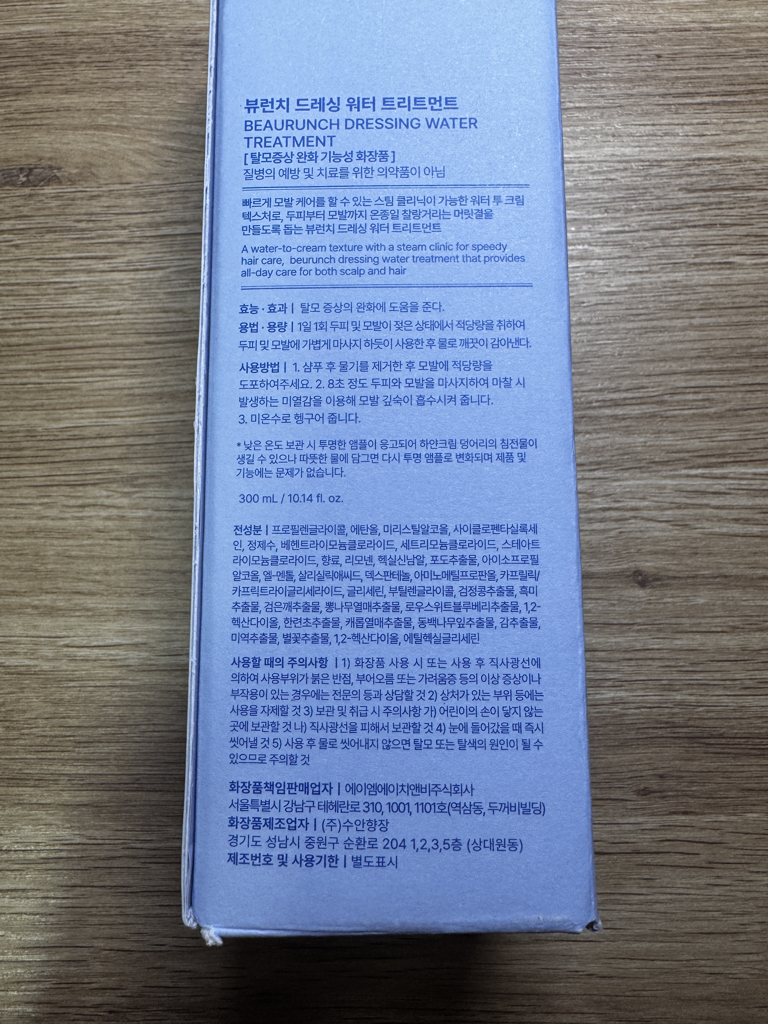 뷰런치 드레싱 워터 트리트먼트
BEAURUNCH DRESSING WATER
TREATMENT
[ 탈모증상 완화 기능성 화장품 ]
질병의 예방 및 치료를 위한 의약품이 아님
빠르게 모발 케어를 할 수 있는 스팀 클리닉이 가능한 워터 투 크림
텍스처로, 두피부터 모발까지 온종일 찰랑거리는 머릿결을
만들도록 돕는 뷰런치 드레싱 워터 트리트먼트
A water-to-cream texture with a steam clinic for speedy
hair care, beurunch dressing water treatment that provides
all-day care for both scalp and hair
효능 · 효과 | 탈모 증상의 완화에 도움을 준다.
용법 · 용량 | 1일 1회 두피 및 모발이 젖은 상태에서 적당량을 취하여
두피 및 모발에 가볍게 마사지 하듯이 사용한 후 물로 깨끗이 감아낸다.
사용방법 | 1. 샴푸 후 물기를 제거한 후 모발에 적당량을
도포하여주세요. 2. 8초 정도 두피와 모발을 마사지하여 마찰 시
발생하는 미열감을 이용해 모발 깊숙이 흡수시켜 줍니다.
3. 미온수로 헹구어 줍니다.
* 낮은 온도 보관 시 투명한 앰플이 응고되어 하얀크림 덩어리의 침전물이
생길 수 있으나 따뜻한 물에 담그면 다시 투명 앰플로 변화되며 제품 및
기능에는 문제가 없습니다.
300 mL / 10.14 fl. oz.
전성분 | 프로필렌글라이콜, 에탄올, 미리스틸알코올, 사이클로펜타실록세
인, 정제수, 베헨트라이모늄클로라이드, 세트리모늄클로라이드, 스테아트
라이모늄클로라이드, 향료, 리모넨, 헥실신남알, 포도추출물, 아이소프로필
알코올, 엘-멘톨, 살리실릭애씨드, 덱스판테놀, 아미노메틸프로판올, 카프릴릭/
카프릭트라이글리세라이드, 글리세린, 부틸렌글라이콜, 검정콩추출물, 흑미
추출물, 검은깨추출물, 뽕나무열매추출물, 로우스위트블루베리추출물, 1,2-
헥산다이올, 한련초추출물, 캐롭열매추출물, 동백나무잎추출물, 감추출물,
미역추출물, 별꽃추출물, 1,2-헥산다이올, 에틸헥실글리세린
사용할 때의 주의사항 | 1) 화장품 사용 시 또는 사용 후 직사광선에
의하여 사용부위가 붉은 반점, 부어오름 또는 가려움증 등의 이상 증상이나
부작용이 있는 경우에는 전문의 등과 상담할 것 2) 상처가 있는 부위 등에는
사용을 자제할 것 3) 보관 및 취급 시 주의사항 가) 어린이의 손이 닿지 않는
곳에 보관할 것 나) 직사광선을 피해서 보관할 것 4) 눈에 들어갔을 때 즉시
씻어낼 것 5) 사용 후 물로 씻어내지 않으면 탈모 또는 탈색의 원인이 될 수
있으므로 주의할 것
화장품책임판매업자 | 에이엠에이치앤비주식회사
서울특별시 강남구 테헤란로 310, 1001, 1101호(역삼동, 두꺼비빌딩)
화장품제조업자 | (주)수안향장
경기도 성남시 중원구 순환로 204 1,2,3,5층 (상대원동)
제조번호 및 사용기한 | 별도표시